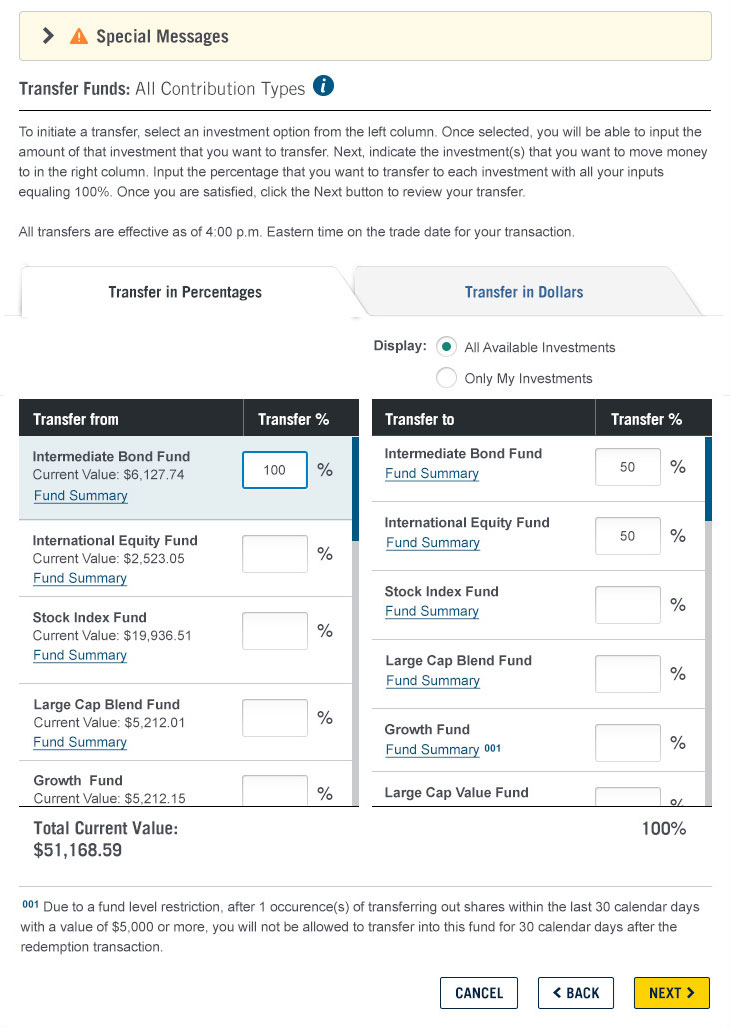 Special Messages
Transfer Funds: All Contribution Types i
To initiate a transfer, select an investment option from the left column. Once selected, you will be able to input the
amount of that investment that you want to transfer. Next, indicate the investment(s) that you want to move money
to in the right column. Input the percentage that you want to transfer to each investment with all your inputs
equaling 100%. Once you are satisfied, click the Next button to review your transfer.
All transfers are effective as of 4:00 p.m. Eastern time on the trade date for your transaction.
Transfer in Percentages
Transfer in Dollars
Display: All Available Investments
Only My Investments
Transfer from Transfer %
Intermediate Bond Fund
Current Value: $6,127.74
Fund Summary
100 %
International Equity Fund
Current Value: $2,523.05
Fund Summary
%
Stock Index Fund
Current Value: $19,936.51
Fund Summary
%
Large Cap Blend Fund
Current Value: $5,212.01
Fund Summary
%
Growth Fund
Current Value: $5,212.15
%
Total Current Value:
$51,168.59
Transfer to Transfer %
Intermediate Bond Fund
Fund Summary
50 %
International Equity Fund
Fund Summary
50 %
Stock Index Fund
Fund Summary
%
Large Cap Blend Fund
Fund Summary
%
Growth Fund
Fund Summary 001
%
Large Cap Value Fund
%
100%
001 Due to a fund level restriction, after 1 occurence(s) of transferring out shares within the last 30 calendar days
with a value of $5,000 or more, you will not be allowed to transfer into this fund for 30 calendar days after the
redemption transaction.
CANCEL
BACK
NEXT